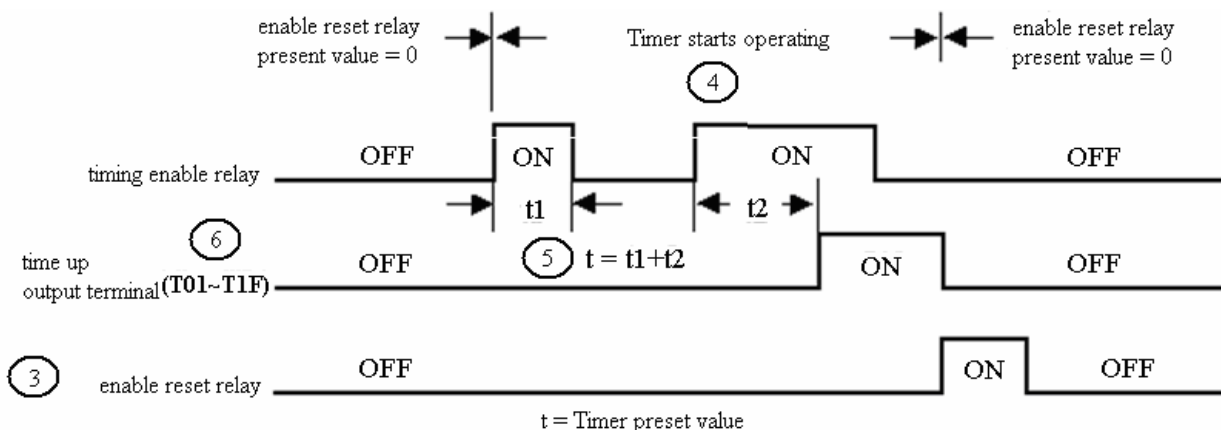 enable reset relay
present value = 0
Timer starts operating
enable reset relay
present value = 0
4
timing enable relay
OFF
ON
ON
OFF
t1
t2
6
5
t = t1+t2
time up
output terminal(T01~T1F)
OFF
ON
OFF
3
enable reset relay
OFF
ON
OFF
t = Timer preset value